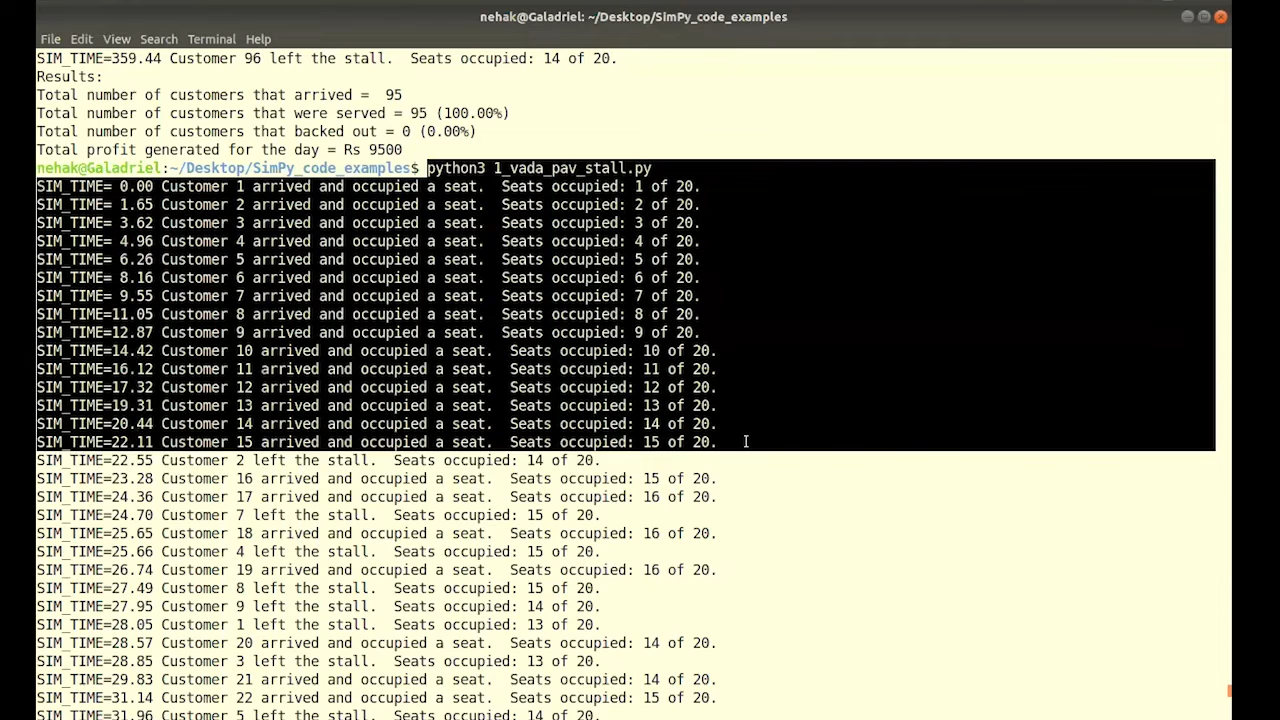 nehak@Galadriel: ~/Desktop/SimPy_code_examples
File Edit View Search Terminal Help
SIM_TIME=359.44 Customer 96 left the stall.  Seats occupied: 14 of 20.
Results:
Total number of customers that arrived =  95
Total number of customers that were served = 95 (100.00%)
Total number of customers that backed out = 0 (0.00%)
Total profit generated for the day = Rs 9500
nehak@Galadriel:~/Desktop/SimPy_code_examples$ python3 1_vada_pav_stall.py
SIM_TIME= 0.00 Customer 1 arrived and occupied a seat.  Seats occupied: 1 of 20.
SIM_TIME= 1.65 Customer 2 arrived and occupied a seat.  Seats occupied: 2 of 20.
SIM_TIME= 3.62 Customer 3 arrived and occupied a seat.  Seats occupied: 3 of 20.
SIM_TIME= 4.96 Customer 4 arrived and occupied a seat.  Seats occupied: 4 of 20.
SIM_TIME= 6.26 Customer 5 arrived and occupied a seat.  Seats occupied: 5 of 20.
SIM_TIME= 8.16 Customer 6 arrived and occupied a seat.  Seats occupied: 6 of 20.
SIM_TIME= 9.55 Customer 7 arrived and occupied a seat.  Seats occupied: 7 of 20.
SIM_TIME=11.05 Customer 8 arrived and occupied a seat.  Seats occupied: 8 of 20.
SIM_TIME=12.87 Customer 9 arrived and occupied a seat.  Seats occupied: 9 of 20.
SIM_TIME=14.42 Customer 10 arrived and occupied a seat.  Seats occupied: 10 of 20.
SIM_TIME=16.12 Customer 11 arrived and occupied a seat.  Seats occupied: 11 of 20.
SIM_TIME=17.32 Customer 12 arrived and occupied a seat.  Seats occupied: 12 of 20.
SIM_TIME=19.31 Customer 13 arrived and occupied a seat.  Seats occupied: 13 of 20.
SIM_TIME=20.44 Customer 14 arrived and occupied a seat.  Seats occupied: 14 of 20.
SIM_TIME=22.11 Customer 15 arrived and occupied a seat.  Seats occupied: 15 of 20.
SIM_TIME=22.55 Customer 2 left the stall.  Seats occupied: 14 of 20.
SIM_TIME=23.28 Customer 16 arrived and occupied a seat.  Seats occupied: 15 of 20.
SIM_TIME=24.36 Customer 17 arrived and occupied a seat.  Seats occupied: 16 of 20.
SIM_TIME=24.70 Customer 7 left the stall.  Seats occupied: 15 of 20.
SIM_TIME=25.65 Customer 18 arrived and occupied a seat.  Seats occupied: 16 of 20.
SIM_TIME=25.66 Customer 4 left the stall.  Seats occupied: 15 of 20.
SIM_TIME=26.74 Customer 19 arrived and occupied a seat.  Seats occupied: 16 of 20.
SIM_TIME=27.49 Customer 8 left the stall.  Seats occupied: 15 of 20.
SIM_TIME=27.95 Customer 9 left the stall.  Seats occupied: 14 of 20.
SIM_TIME=28.05 Customer 1 left the stall.  Seats occupied: 13 of 20.
SIM_TIME=28.57 Customer 20 arrived and occupied a seat.  Seats occupied: 14 of 20.
SIM_TIME=28.85 Customer 3 left the stall.  Seats occupied: 13 of 20.
SIM_TIME=29.83 Customer 21 arrived and occupied a seat.  Seats occupied: 14 of 20.
SIM_TIME=31.14 Customer 22 arrived and occupied a seat.  Seats occupied: 15 of 20.
SIM_TIME=31.96 Customer 5 left the stall.  Seats occupied: 14 of 20.